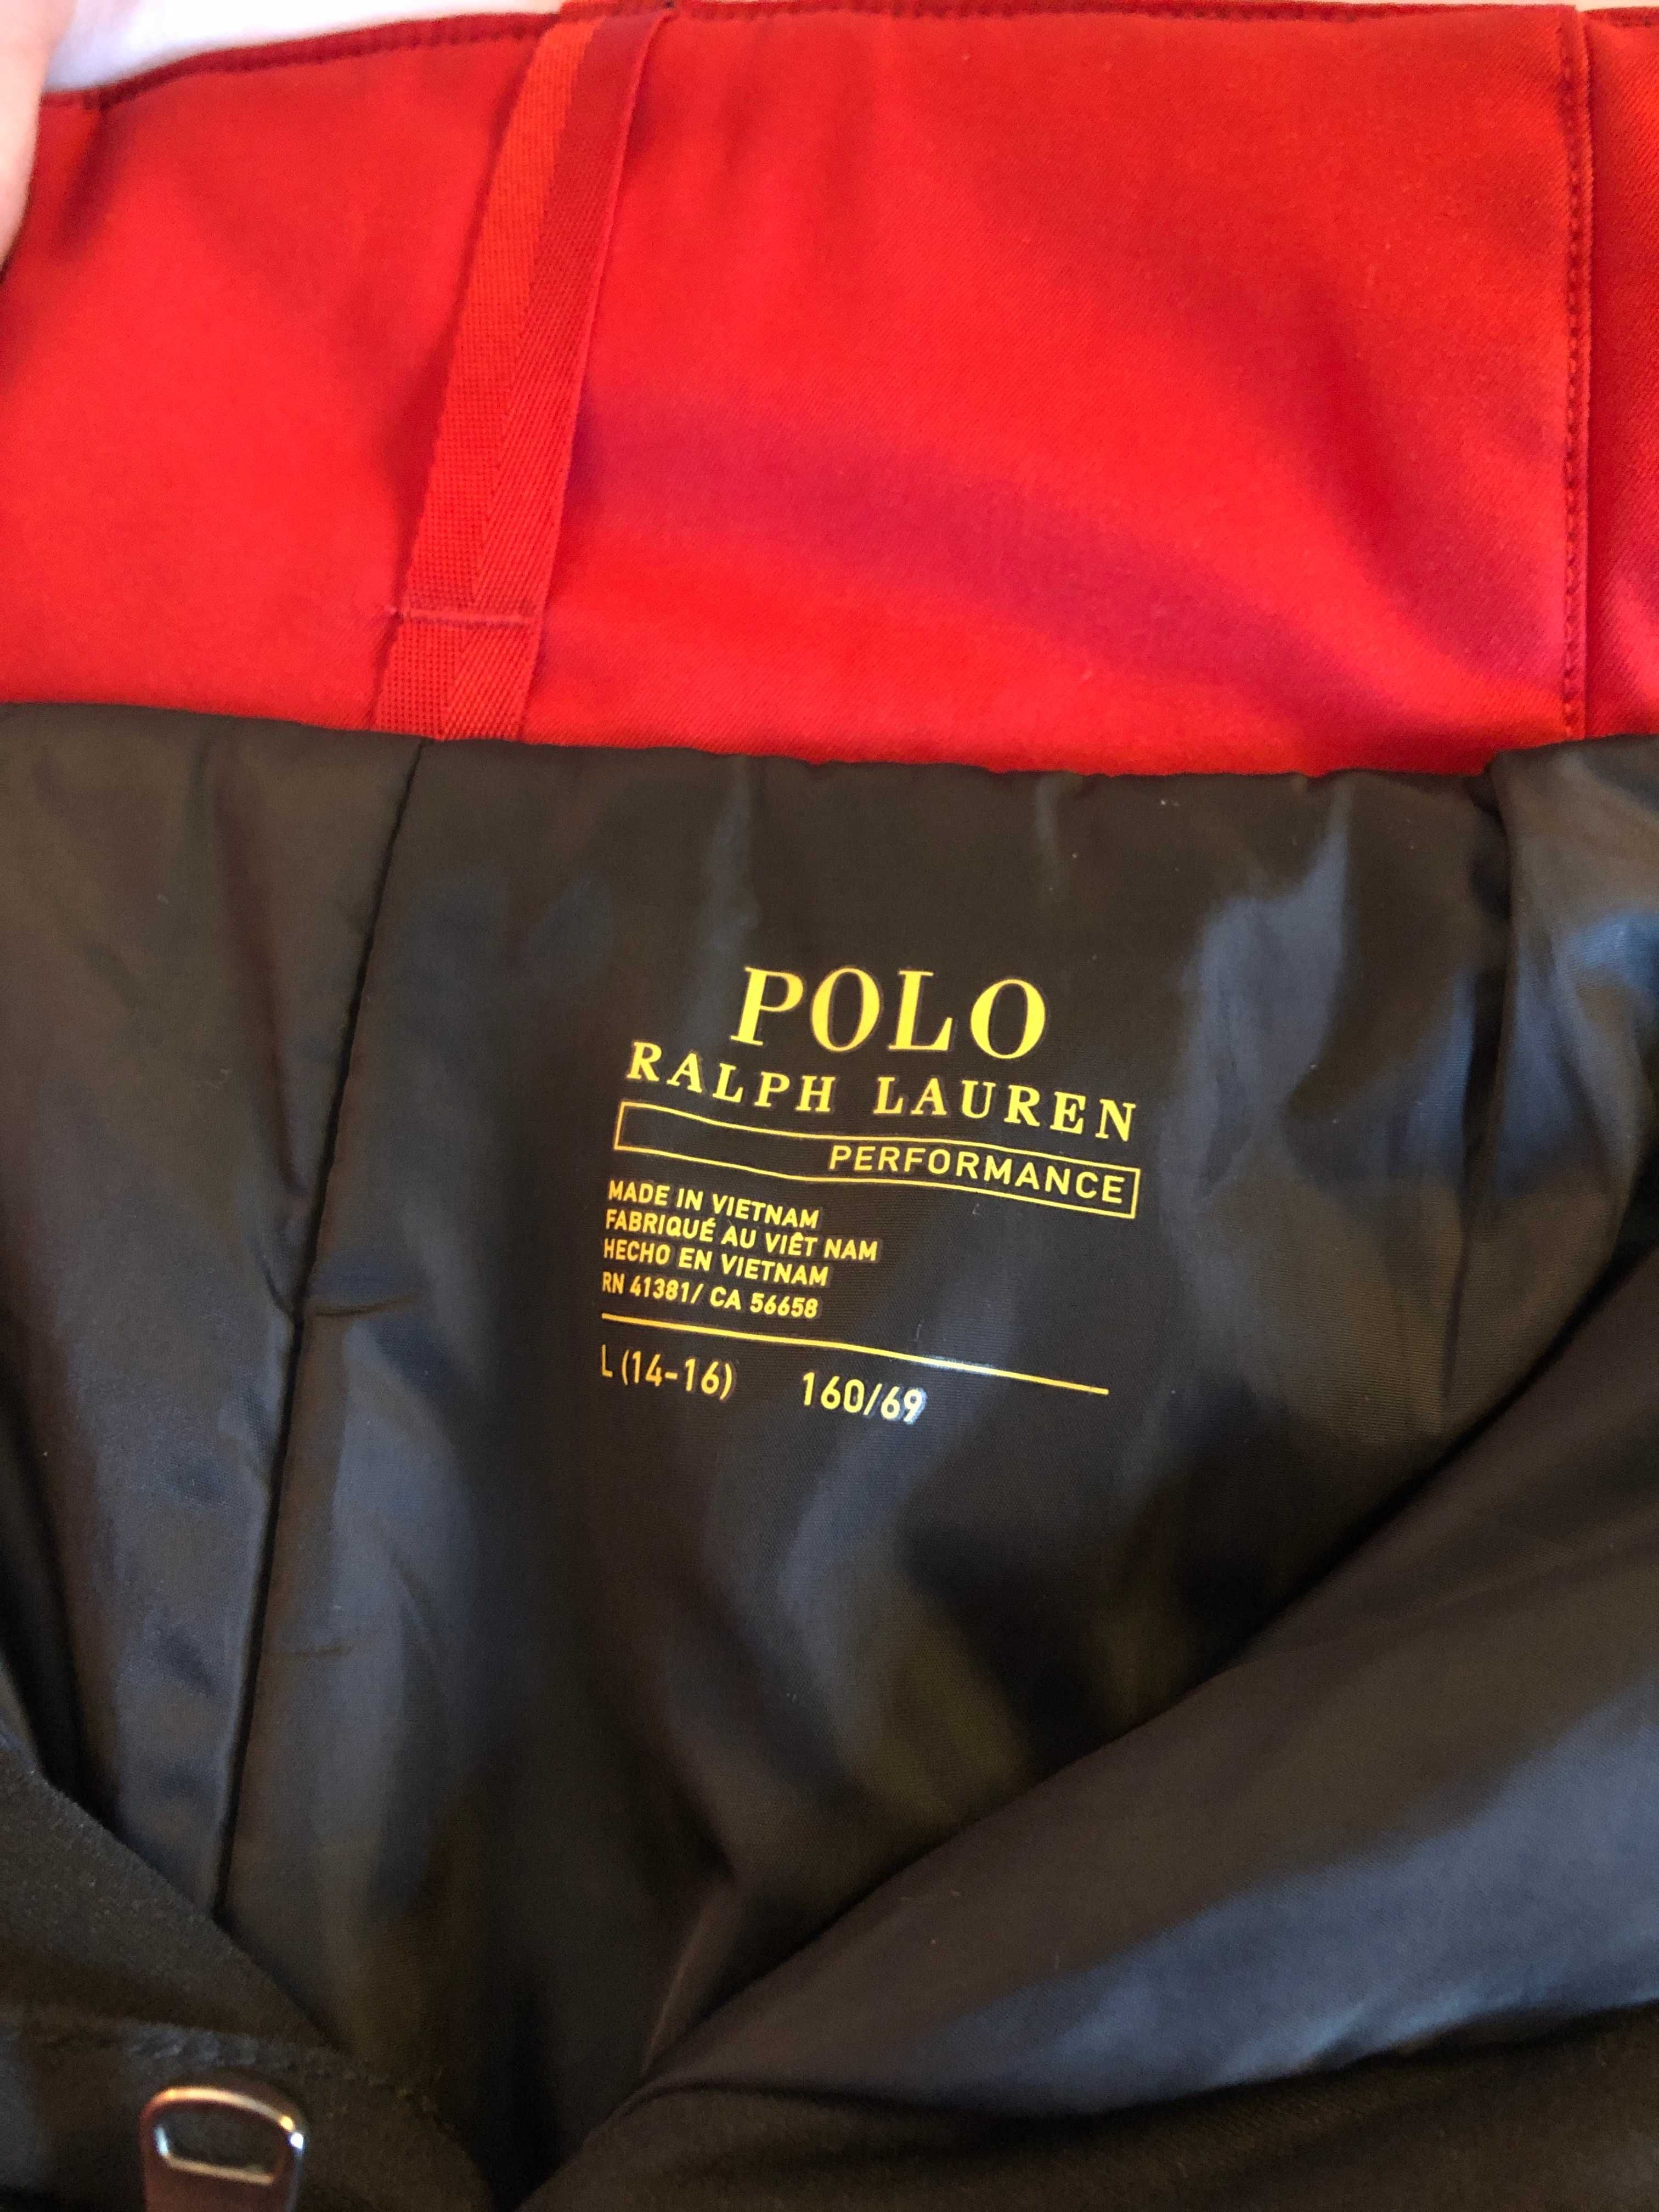 POLO
RALPH LAUREN
PERFORMANCE
MADE IN VIETNAM
FABRIQUÉ AU VIÊT NAM
HECHO EN VIETNAM
RN 41381/ CA 56658
L (14-16) 160/69